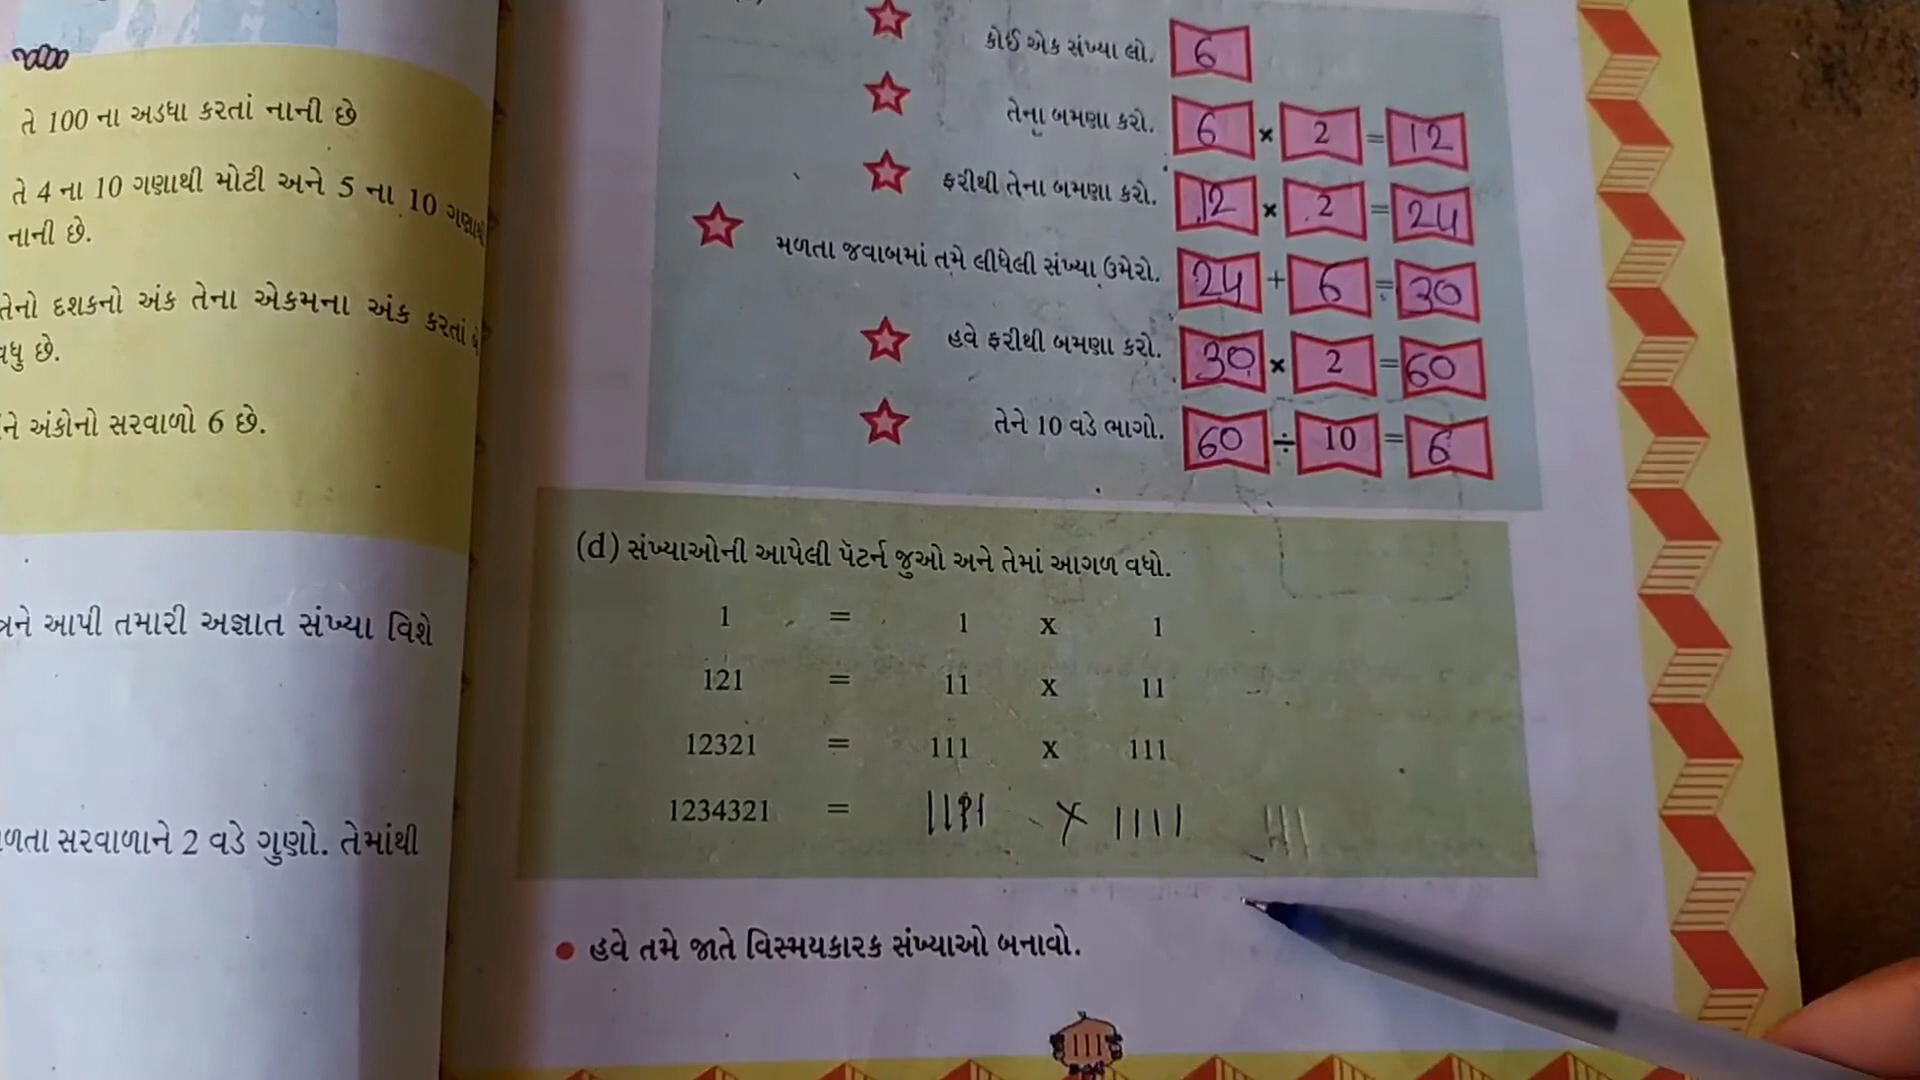 તે 100 ના અડધા કરતાં નાની છે
તે 4 ના 10 ગણાથી મોટી અને 5 ના 10
નાની છે.
તેનો દશકનો અંક તેના એકમના અંક કરતાં
વધુ છે.
ને અંકોનો સરવાળો 6 છે.
આપી તમારી અજ્ઞાત સંખ્યા વિશે
સરવાળાને 2 વડે ગુણો. તેમાંથી
કોઈ એક સંખ્યા લો. 6
તેના બમણા કરો. 6 × 2 = 12
ફરીથી તેના બમણા કરો. 12 × 2 = 24
મળતા જવાબમાં તમે લીધેલી સંખ્યા ઉમેરો. 24 + 6 = 30
હવે ફરીથી બમણા કરો. 30 × 2 = 60
તેને 10 વડે ભાગો. 60 ÷ 10 = 6
(d) સંખ્યાઓની આપેલી પૅટર્ન જુઓ અને તેમાં આગળ વધો.
1 = 1 x 1
121 = 11 x 11
12321 = 111 x 111
1234321 = 1111 x 1111
• હવે તમે જાતે વિસ્મયકારક સંખ્યાઓ બનાવો.
111